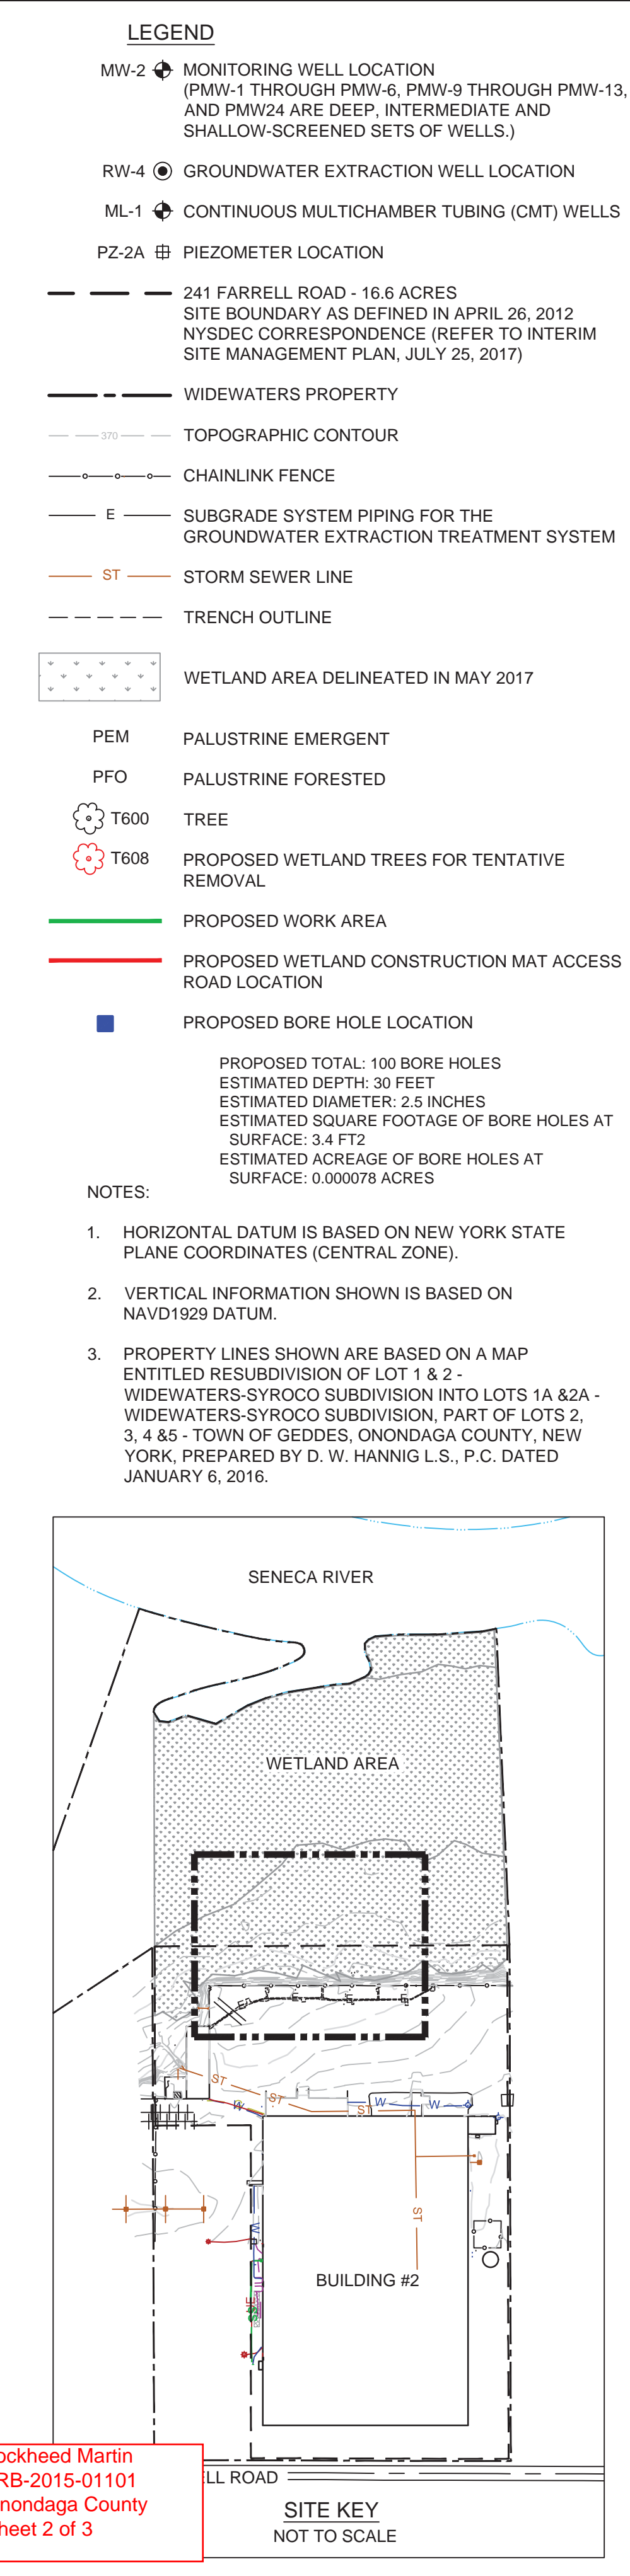 LEGEND
MW-2 MONITORING WELL LOCATION
(PMW-1 THROUGH PMW-6, PMW-9 THROUGH PMW-13,
AND PMW24 ARE DEEP, INTERMEDIATE AND
SHALLOW-SCREENED SETS OF WELLS.)
RW-4 GROUNDWATER EXTRACTION WELL LOCATION
ML-1 CONTINUOUS MULTICHAMBER TUBING (CMT) WELLS
PZ-2A PIEZOMETER LOCATION
241 FARRELL ROAD - 16.6 ACRES
SITE BOUNDARY AS DEFINED IN APRIL 26, 2012
NYSDEC CORRESPONDENCE (REFER TO INTERIM
SITE MANAGEMENT PLAN, JULY 25, 2017)
WIDEWATERS PROPERTY
370 TOPOGRAPHIC CONTOUR
CHAINLINK FENCE
E SUBGRADE SYSTEM PIPING FOR THE
GROUNDWATER EXTRACTION TREATMENT SYSTEM
ST STORM SEWER LINE
TRENCH OUTLINE
WETLAND AREA DELINEATED IN MAY 2017
PEM PALUSTRINE EMERGENT
PFO PALUSTRINE FORESTED
T600 TREE
T608 PROPOSED WETLAND TREES FOR TENTATIVE
REMOVAL
PROPOSED WORK AREA
PROPOSED WETLAND CONSTRUCTION MAT ACCESS
ROAD LOCATION
PROPOSED BORE HOLE LOCATION
PROPOSED TOTAL: 100 BORE HOLES
ESTIMATED DEPTH: 30 FEET
ESTIMATED DIAMETER: 2.5 INCHES
ESTIMATED SQUARE FOOTAGE OF BORE HOLES AT
SURFACE: 3.4 FT2
ESTIMATED ACREAGE OF BORE HOLES AT
SURFACE: 0.000078 ACRES
NOTES:
1. HORIZONTAL DATUM IS BASED ON NEW YORK STATE
PLANE COORDINATES (CENTRAL ZONE).
2. VERTICAL INFORMATION SHOWN IS BASED ON
NAVD1929 DATUM.
3. PROPERTY LINES SHOWN ARE BASED ON A MAP
ENTITLED RESUBDIVISION OF LOT 1 & 2 -
WIDEWATERS-SYROCO SUBDIVISION INTO LOTS 1A &2A -
WIDEWATERS-SYROCO SUBDIVISION, PART OF LOTS 2,
3, 4 &5 - TOWN OF GEDDES, ONONDAGA COUNTY, NEW
YORK, PREPARED BY D. W. HANNIG L.S., P.C. DATED
JANUARY 6, 2016.
SENECA RIVER
WETLAND AREA
E E E E
ST
ST
ST
W W W
ST
W
BUILDING #2
ockheed Martin
RB-2015-01101
nondaga County
heet 2 of 3
LL ROAD
SITE KEY
NOT TO SCALE